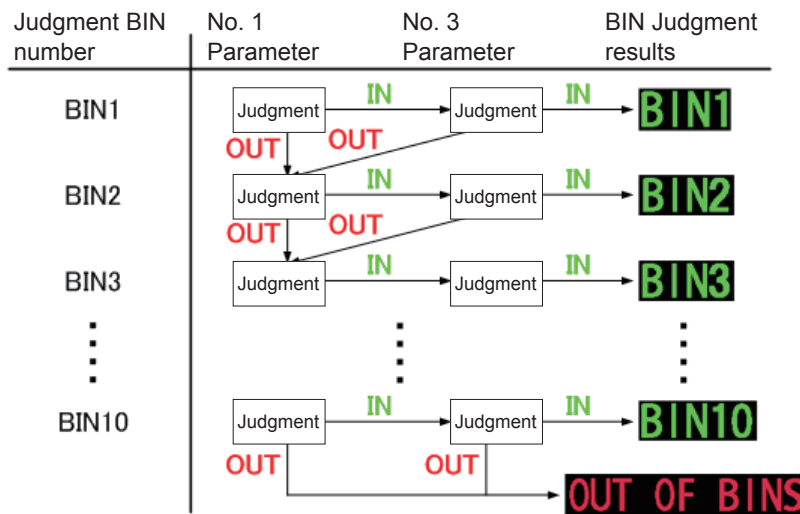 Judgment BIN number
No. 1 Parameter
No. 3 Parameter
BIN Judgment results
BIN1
Judgment
IN
Judgment
IN
BIN1
OUT
OUT
BIN2
Judgment
IN
Judgment
IN
BIN2
OUT
OUT
BIN3
Judgment
IN
Judgment
IN
BIN3
BIN10
Judgment
IN
Judgment
IN
BIN10
OUT
OUT
OUT OF BINS